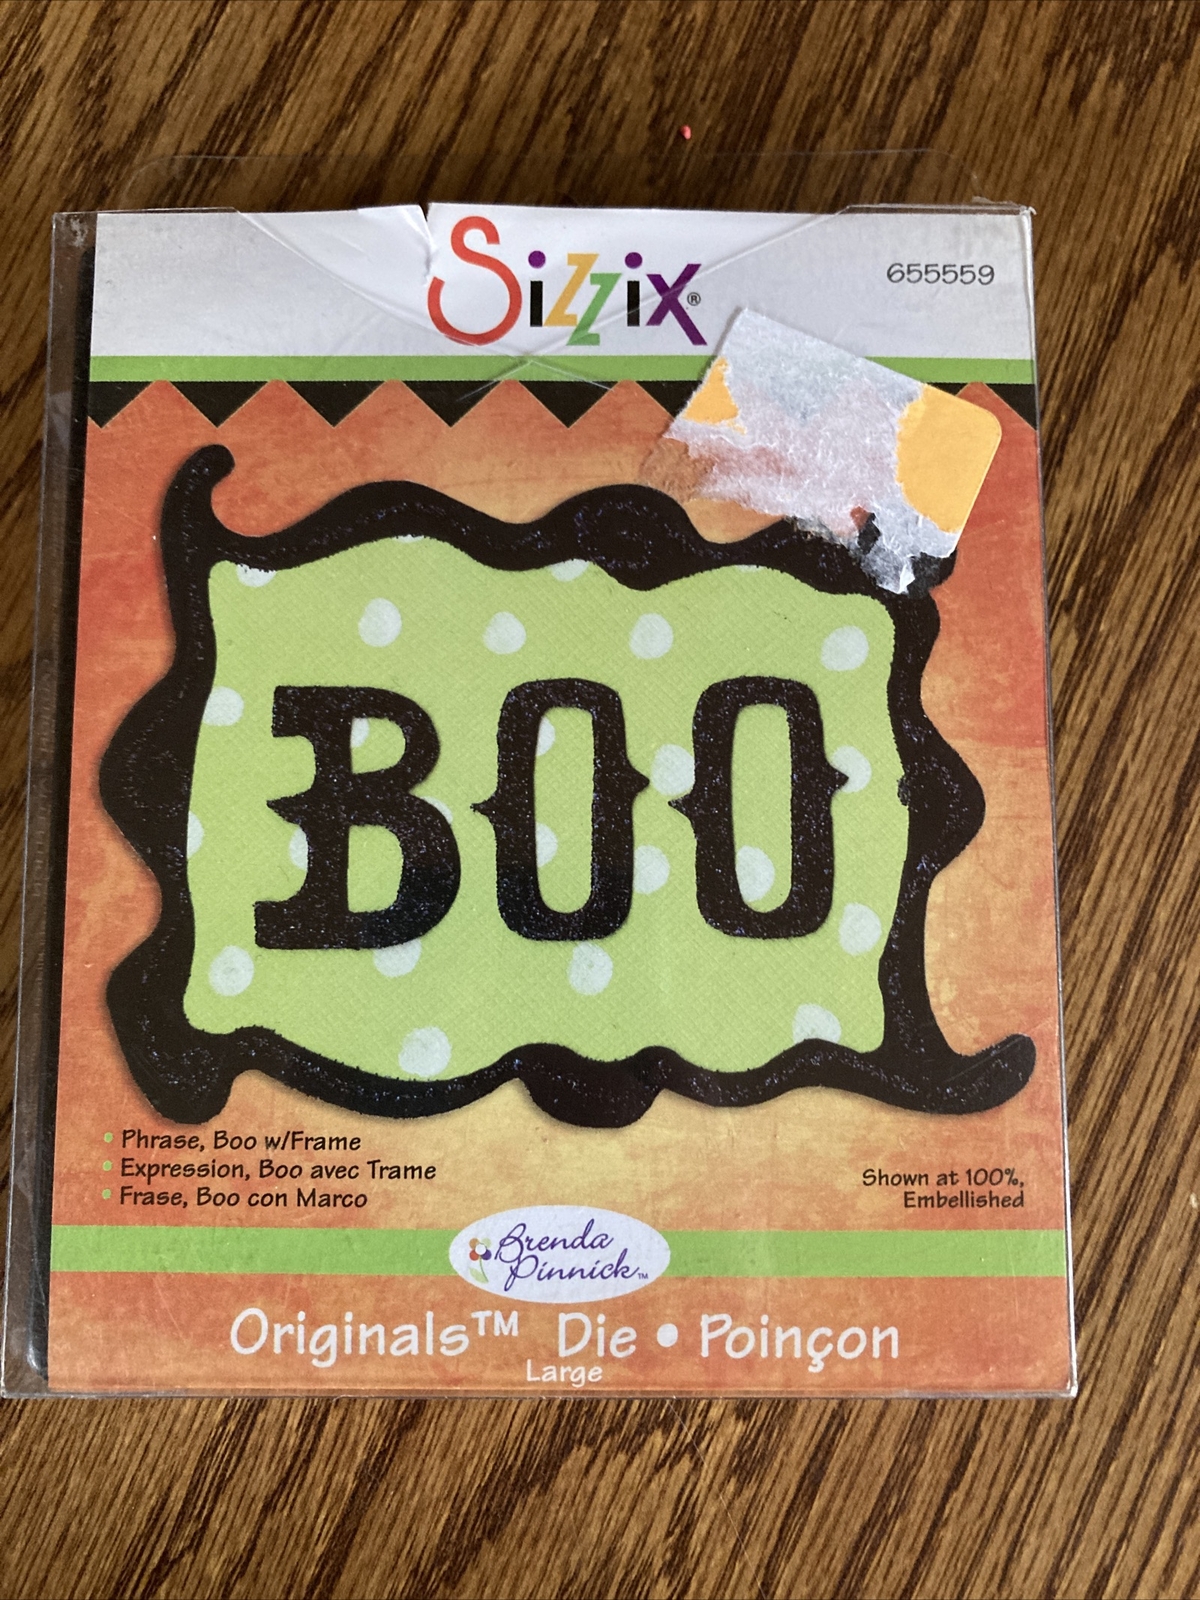 Sizzix®
655559
BOO
• Phrase, Boo w/Frame
• Expression, Boo avec Trame
• Frase, Boo con Marco
Shown at 100%,
Embellished
Brenda
Pinnick™
Originals™ Die • Poinçon
Large